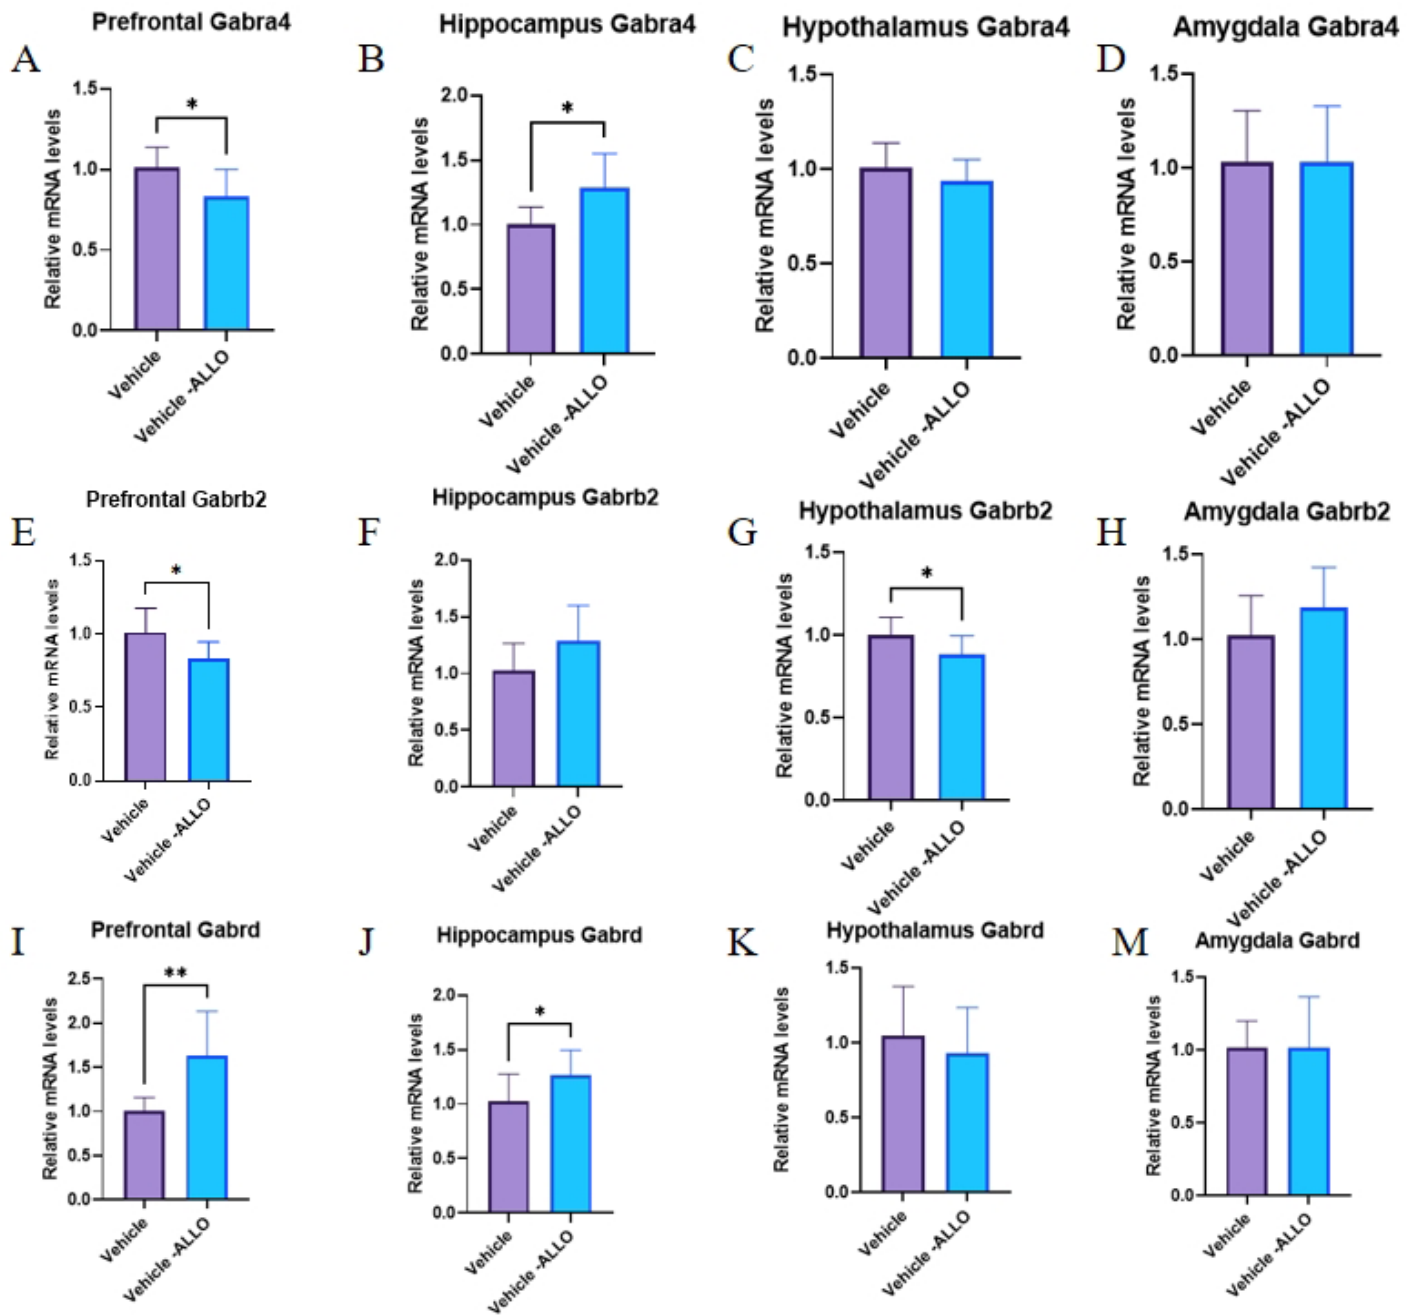 Prefrontal Gabra4
Hippocampus Gabra4
Hypothalamus Gabra4
Amygdala Gabra4
A
B
C
D
Relative mRNA levels
1.5
1.0
0.5
0.0
*
Vehicle
Vehicle -ALLO
Relative mRNA levels
2.0
1.5
1.0
0.5
0.0
*
Vehicle
Vehicle -ALLO
Relative mRNA levels
1.5
1.0
0.5
0.0
Vehicle
Vehicle -ALLO
Relative mRNA levels
1.5
1.0
0.5
0.0
Vehicle
Vehicle -ALLO
Prefrontal Gabrb2
Hippocampus Gabrb2
Hypothalamus Gabrb2
Amygdala Gabrb2
E
F
G
H
Relative mRNA levels
1.5
1.0
0.5
0.0
*
Vehicle
Vehicle -ALLO
Relative mRNA levels
2.0
1.5
1.0
0.5
0.0
Vehicle
Vehicle -ALLO
Relative mRNA levels
1.5
1.0
0.5
0.0
*
Vehicle
Vehicle -ALLO
Relative mRNA levels
1.5
1.0
0.5
0.0
Vehicle
Vehicle -ALLO
Prefrontal Gabrd
Hippocampus Gabrd
Hypothalamus Gabrd
Amygdala Gabrd
I
J
K
M
Relative mRNA levels
2.5
2.0
1.5
1.0
0.5
0.0
**
Vehicle
Vehicle -ALLO
Relative mRNA levels
2.0
1.5
1.0
0.5
0.0
*
Vehicle
Vehicle -ALLO
Relative mRNA levels
1.5
1.0
0.5
0.0
Vehicle
Vehicle -ALLO
Relative mRNA levels
1.5
1.0
0.5
0.0
Vehicle
Vehicle -ALLO